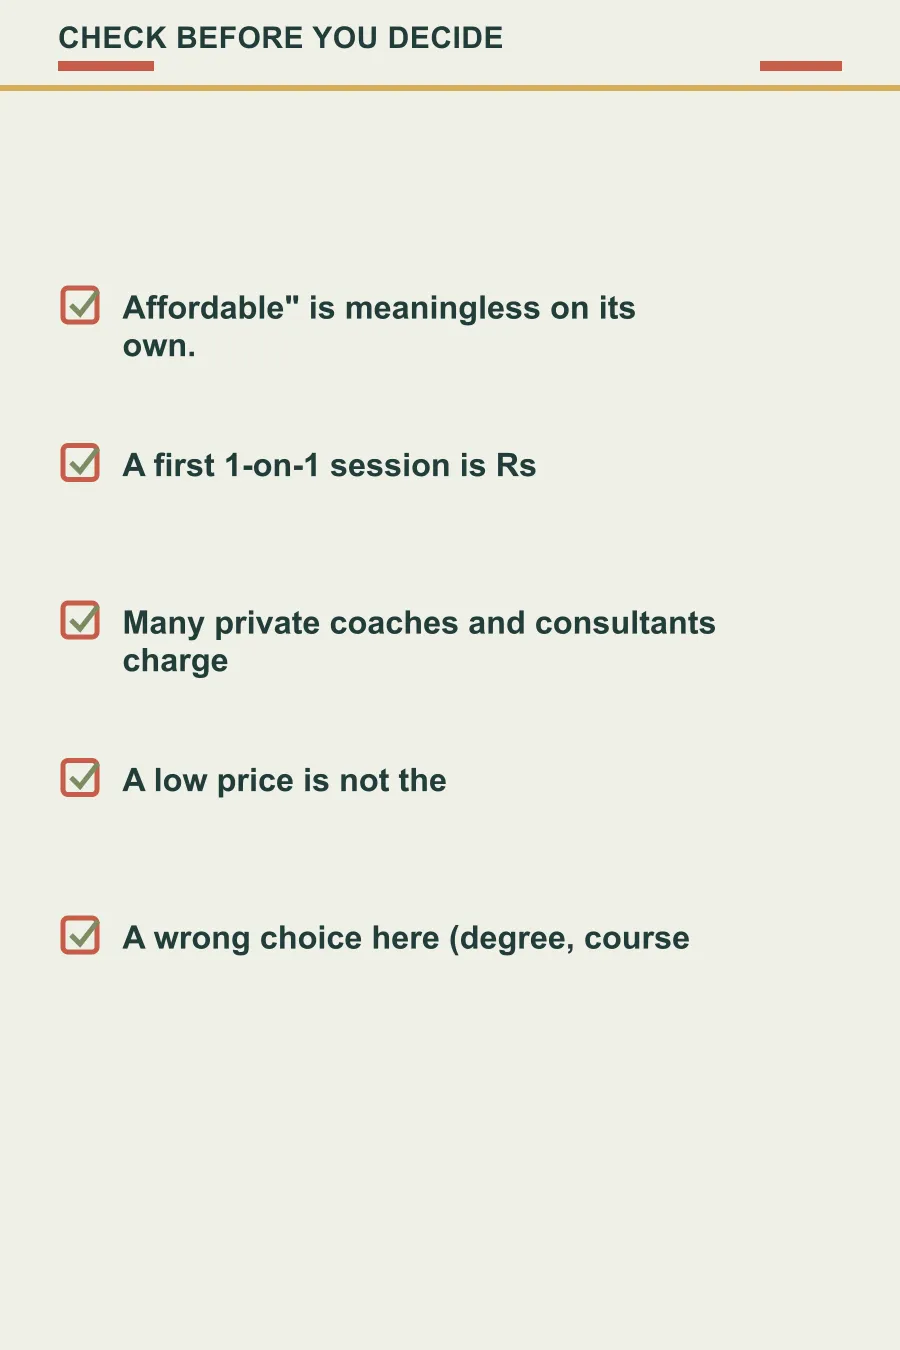 CHECK BEFORE YOU DECIDE
Affordable" is meaningless on its
own.
A first 1-on-1 session is Rs
Many private coaches and consultants
charge
A low price is not the
A wrong choice here (degree, course